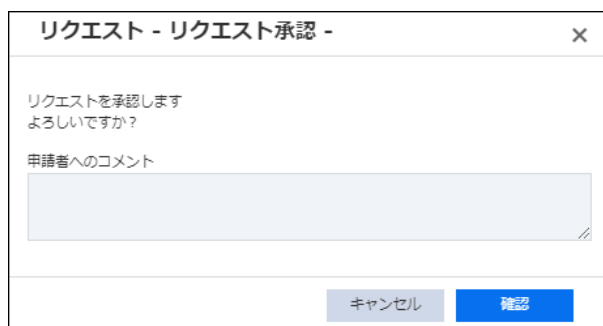 リクエスト - リクエスト承認 -
リクエストを承認します
よろしいですか？
申請者へのコメント
キャンセル
確認